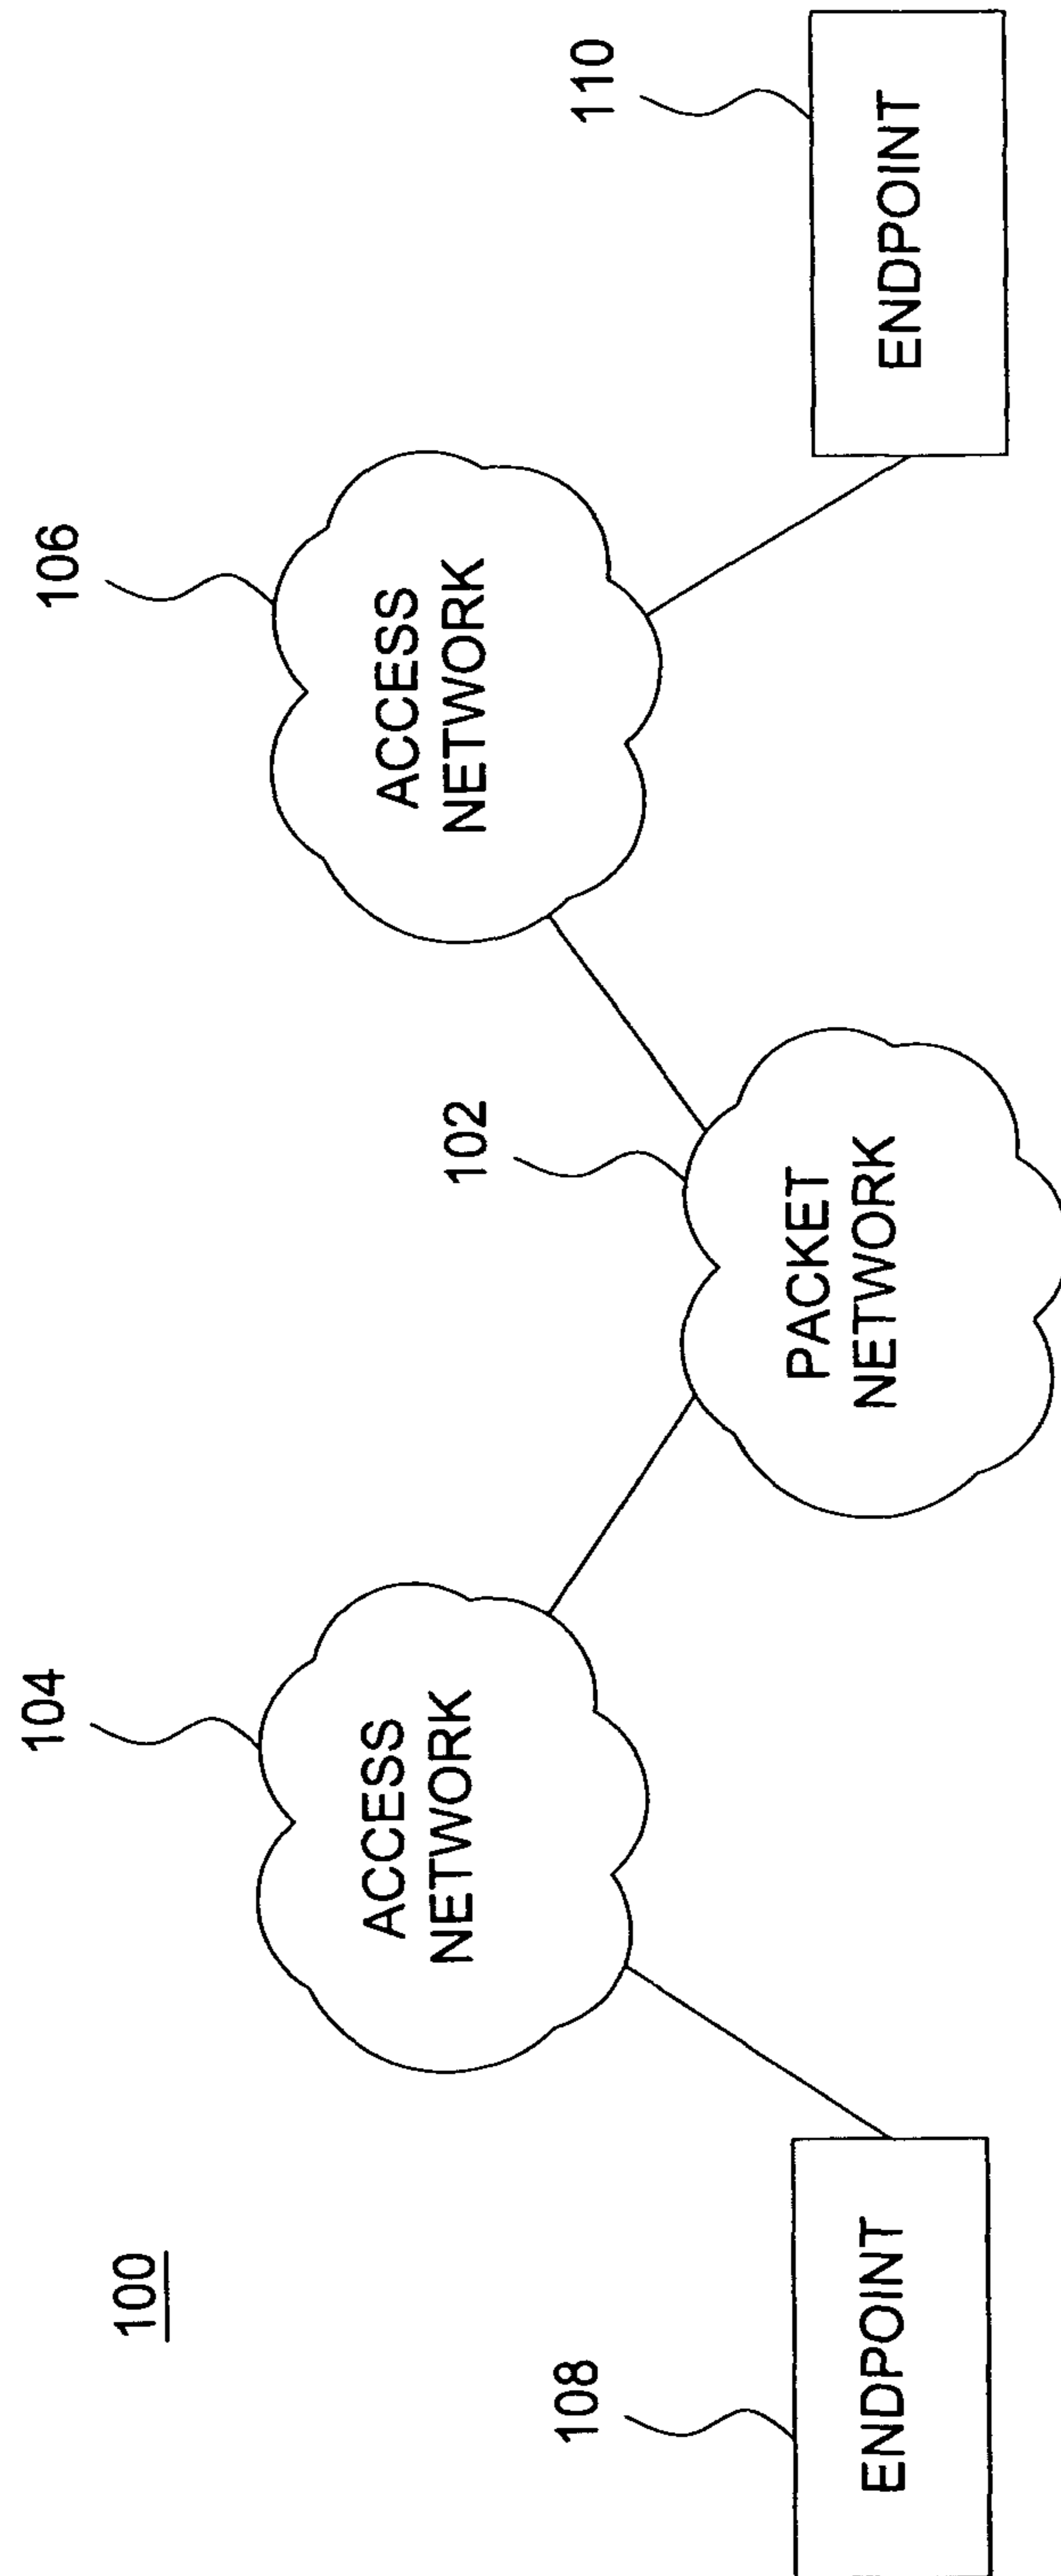 100
104
106
102
108
110
ACCESS
NETWORK
ACCESS
NETWORK
PACKET
NETWORK
ENDPOINT
ENDPOINT